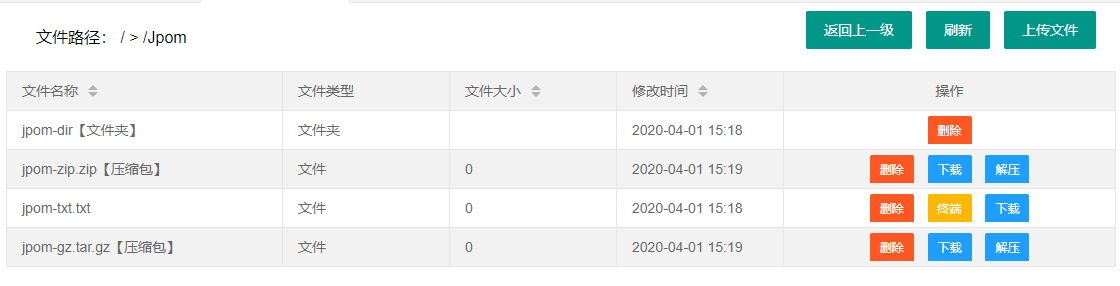 文件路径： / > /Jpom 返回上一级 刷新 上传文件
文件名称 文件类型 文件大小 修改时间 操作
jpom-dir【文件夹】 文件夹 2020-04-01 15:18 删除
jpom-zip.zip【压缩包】 文件 0 2020-04-01 15:19 删除 下载 解压
jpom-txt.txt 文件 0 2020-04-01 15:18 删除 终端 下载
jpom-gz.tar.gz【压缩包】 文件 0 2020-04-01 15:19 删除 下载 解压